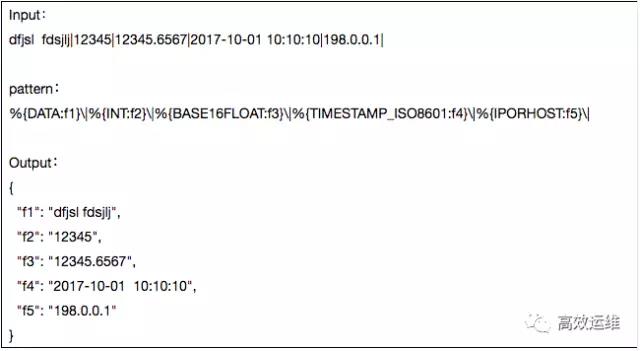 Input：
dfjsl  fdsjlj|12345|12345.6567|2017-10-01 10:10:10|198.0.0.1|
pattern：
%{DATA:f1}\|%{INT:f2}\|%{BASE16FLOAT:f3}\|%{TIMESTAMP_ISO8601:f4}\|%{IPORHOST:f5}\|
Output：
{
"f1": "dfjsl fdsjlj",
"f2": "12345",
"f3": "12345.6567",
"f4": "2017-10-01  10:10:10",
"f5": "198.0.0.1"
}
高效运维